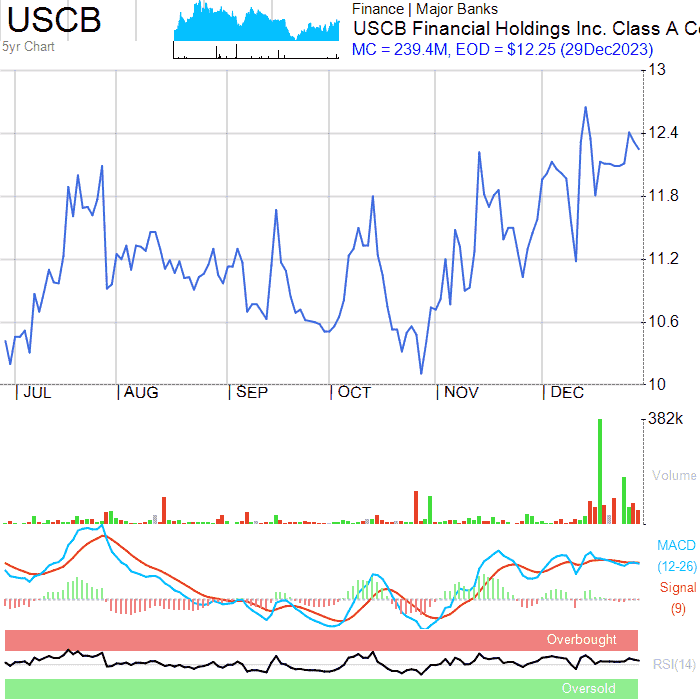 USCB
5yr Chart
Finance | Major Banks
USCB Financial Holdings Inc. Class A Co
MC = 239.4M, EOD = $12.25 (29Dec2023)
13
12.4
11.8
11.2
10.6
10
JUL AUG SEP OCT NOV DEC
382k
Volume
MACD
(12-26)
Signal
(9)
Overbought
RSI(14)
Oversold